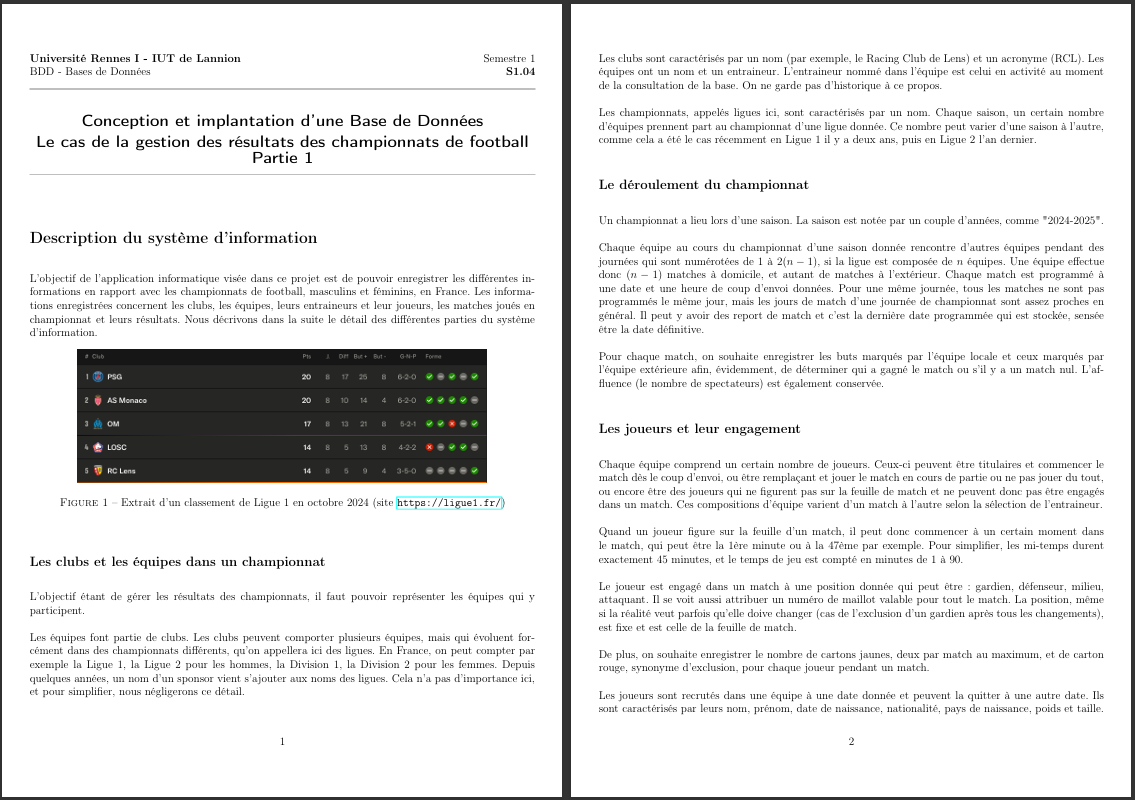 Université Rennes I - IUT de Lannion Semestre 1
BDD - Bases de Données S1.04
Conception et implantation d'une Base de Données
Le cas de la gestion des résultats des championnats de football
Partie 1
Description du système d'information
L'objectif de l'application informatique visée dans ce projet est de pouvoir enregistrer les différentes in-
formations en rapport avec les championnats de football, masculins et féminins, en France. Les informa-
tions enregistrées concernent les clubs, les équipes, leurs entraineurs et leur joueurs, les matches joués en
championnat et leurs résultats. Nous décrivons dans la suite le détail des différentes parties du système
d'information.
# Club Pts J. Diff But + But - G-N-P Forme
1 PSG 20 8 17 25 8 6-2-0
2 AS Monaco 20 8 10 14 4 6-2-0
3 OM 17 8 13 21 8 5-2-1
4 LOSC 14 8 5 13 8 4-2-2
5 RC Lens 14 8 5 9 4 3-5-0
FIGURE 1 – Extrait d'un classement de Ligue 1 en octobre 2024 (site https://ligue1.fr/)
Les clubs et les équipes dans un championnat
L'objectif étant de gérer les résultats des championnats, il faut pouvoir représenter les équipes qui y
participent.
Les équipes font partie de clubs. Les clubs peuvent comporter plusieurs équipes, mais qui évoluent for-
cément dans des championnats différents, qu'on appellera ici des ligues. En France, on peut compter par
exemple la Ligue 1, la Ligue 2 pour les hommes, la Division 1, la Division 2 pour les femmes. Depuis
quelques années, un nom d'un sponsor vient s'ajouter aux noms des ligues. Cela n'a pas d'importance ici,
et pour simplifier, nous négligerons ce détail.
1
Les clubs sont caractérisés par un nom (par exemple, le Racing Club de Lens) et un acronyme (RCL). Les
équipes ont un nom et un entraineur. L'entraineur nommé dans l'équipe est celui en activité au moment
de la consultation de la base. On ne garde pas d'historique à ce propos.
Les championnats, appelés ligues ici, sont caractérisés par un nom. Chaque saison, un certain nombre
d'équipes prennent part au championnat d'une ligue donnée. Ce nombre peut varier d'une saison à l'autre,
comme cela a été le cas récemment en Ligue 1 il y a deux ans, puis en Ligue 2 l'an dernier.
Le déroulement du championnat
Un championnat a lieu lors d'une saison. La saison est notée par un couple d'années, comme "2024-2025".
Chaque équipe au cours du championnat d'une saison donnée rencontre d'autres équipes pendant des
journées qui sont numérotées de 1 à 2(n − 1), si la ligue est composée de n équipes. Une équipe effectue
donc (n − 1) matches à domicile, et autant de matches à l'extérieur. Chaque match est programmé à
une date et une heure de coup d'envoi données. Pour une même journée, tous les matches ne sont pas
programmés le même jour, mais les jours de match d'une journée de championnat sont assez proches en
général. Il peut y avoir des report de match et c'est la dernière date programmée qui est stockée, sensée
être la date définitive.
Pour chaque match, on souhaite enregistrer les buts marqués par l'équipe locale et ceux marqués par
l'équipe extérieure afin, évidemment, de déterminer qui a gagné le match ou s'il y a un match nul. L'af-
fluence (le nombre de spectateurs) est également conservée.
Les joueurs et leur engagement
Chaque équipe comprend un certain nombre de joueurs. Ceux-ci peuvent être titulaires et commencer le
match dès le coup d'envoi, ou être remplaçant et jouer le match en cours de partie ou ne pas jouer du tout,
ou encore être des joueurs qui ne figurent pas sur la feuille de match et ne peuvent donc pas être engagés
dans un match. Ces compositions d'équipe varient d'un match à l'autre selon la sélection de l'entraineur.
Quand un joueur figure sur la feuille d'un match, il peut donc commencer à un certain moment dans
le match, qui peut être la 1ère minute ou à la 47ème par exemple. Pour simplifier, les mi-temps durent
exactement 45 minutes, et le temps de jeu est compté en minutes de 1 à 90.
Le joueur est engagé dans un match à une position donnée qui peut être : gardien, défenseur, milieu,
attaquant. Il se voit aussi attribuer un numéro de maillot valable pour tout le match. La position, même
si la réalité veut parfois qu'elle doive changer (cas de l'exclusion d'un gardien après tous les changements),
est fixe et est celle de la feuille de match.
De plus, on souhaite enregistrer le nombre de cartons jaunes, deux par match au maximum, et de carton
rouge, synonyme d'exclusion, pour chaque joueur pendant un match.
Les joueurs sont recrutés dans une équipe à une date donnée et peuvent la quitter à une autre date. Ils
sont caractérisés par leurs nom, prénom, date de naissance, nationalité, pays de naissance, poids et taille.
2